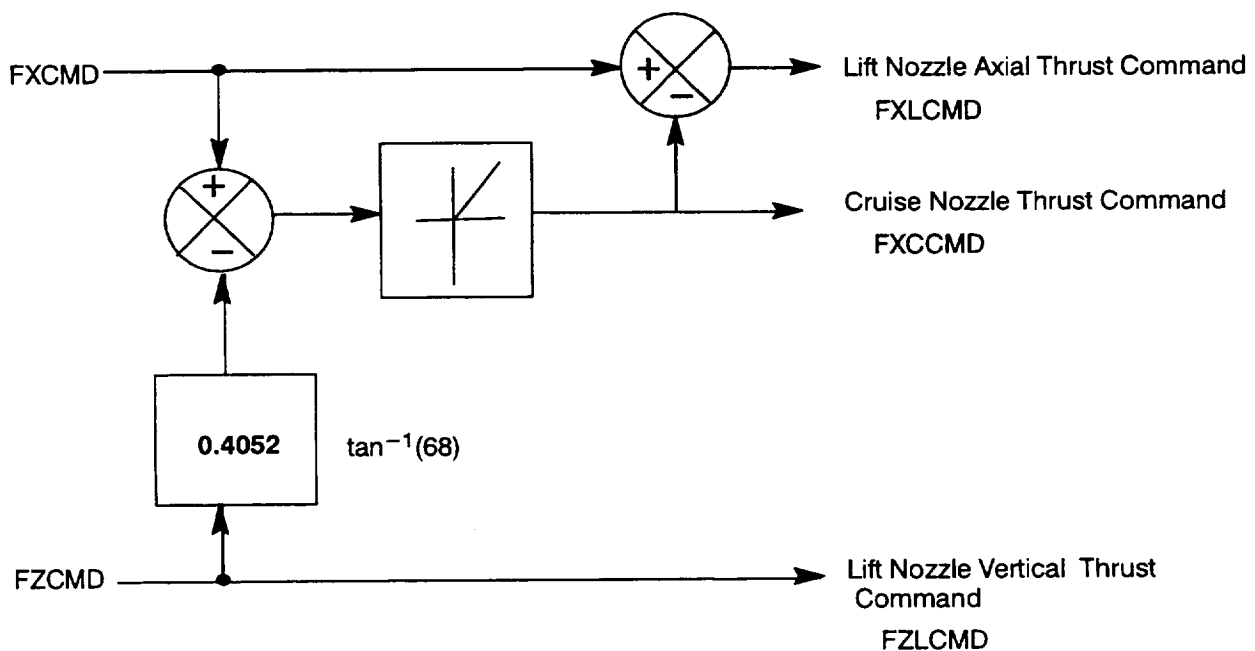 FXCMD
+
−
Lift Nozzle Axial Thrust Command
FXLCMD
+
−
Cruise Nozzle Thrust Command
FXCCMD
0.4052
tan⁻¹(68)
FZCMD
Lift Nozzle Vertical Thrust
Command
FZLCMD